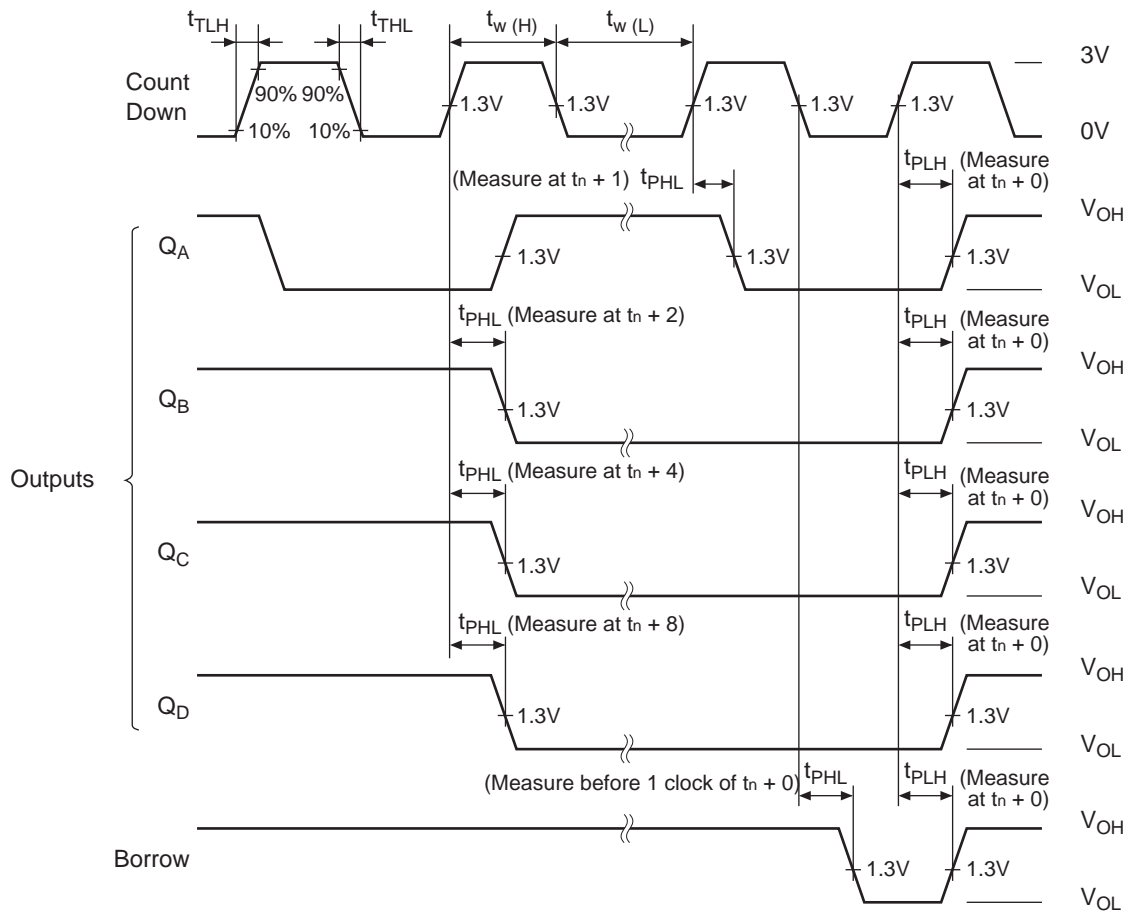 tTLH tTHL tw (H) tw (L)
3V
Count
Down
90% 90%
1.3V 1.3V 1.3V 1.3V 1.3V
10% 10%
0V
(Measure at tn + 1) tPHL
tPLH (Measure
at tn + 0)
VOH
QA
1.3V 1.3V 1.3V
VOL
tPHL (Measure at tn + 2)
tPLH (Measure
at tn + 0)
VOH
QB
1.3V 1.3V
VOL
Outputs
tPHL (Measure at tn + 4)
tPLH (Measure
at tn + 0)
VOH
QC
1.3V 1.3V
VOL
tPHL (Measure at tn + 8)
tPLH (Measure
at tn + 0)
VOH
QD
1.3V 1.3V
VOL
(Measure before 1 clock of tn + 0) tPHL
tPLH (Measure
at tn + 0)
VOH
Borrow
1.3V 1.3V
VOL